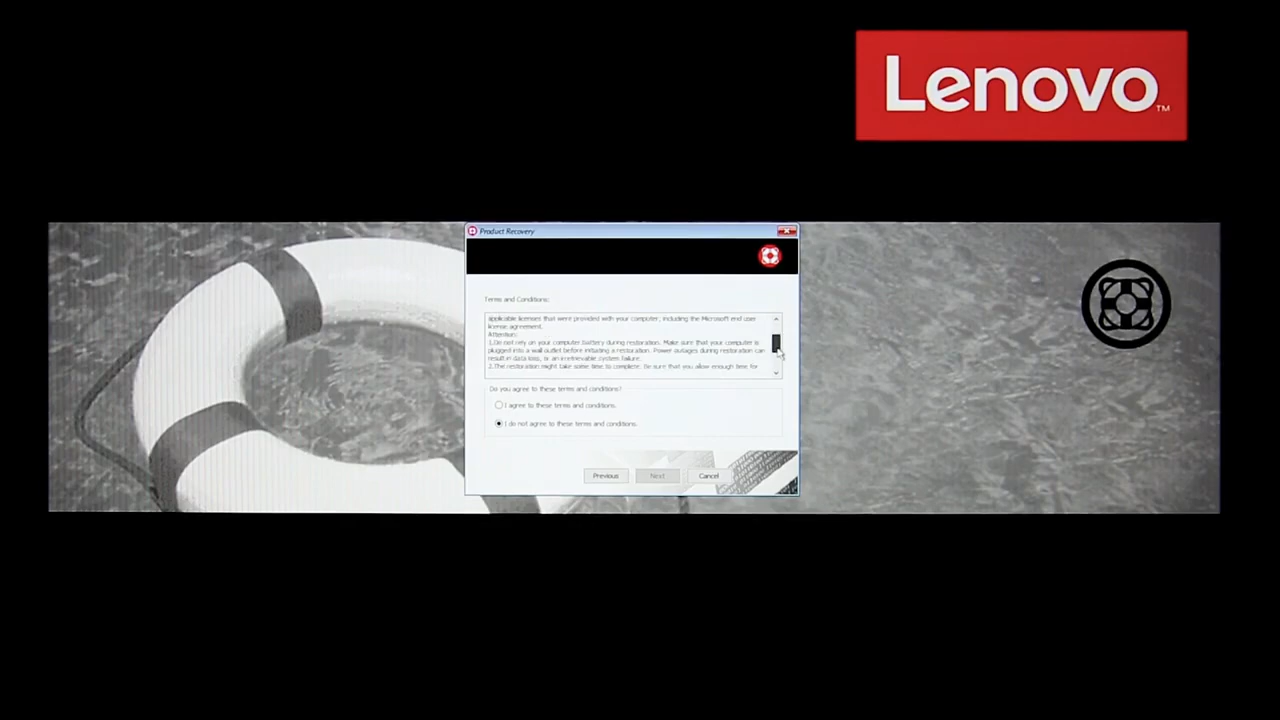 Lenovo™
Product Recovery
Terms and Conditions:
applicable licenses that went provided with your computer, including the Microsoft end user
license agreement.
Attention:
1.Do not rely on your computer battery during restoration. Make sure that your computer is
plugged into a wall outlet before initiating a restoration. Power outages during restoration can
result in data loss, or an irretrievable system failure.
2.The restoration might take some time to complete. Be sure that you allow enough time for
Do you agree to these terms and conditions?
I agree to these terms and conditions.
I do not agree to these terms and conditions.
Previous
Next
Cancel